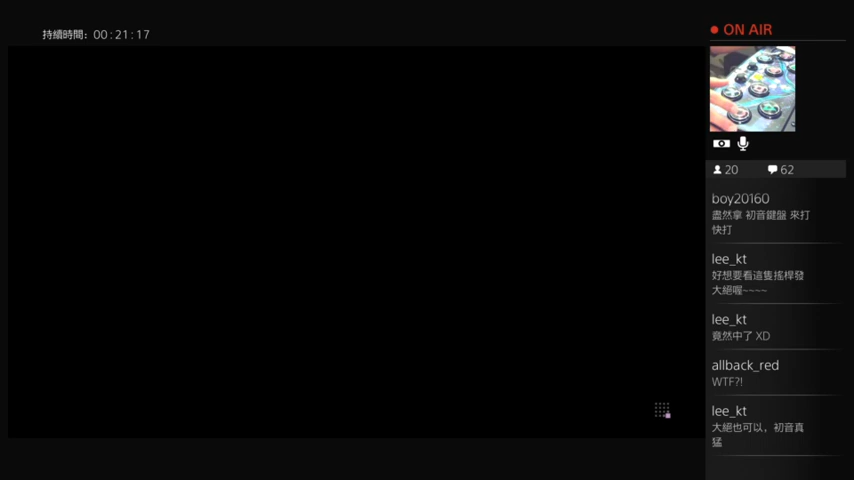 持續時間: 00:21:17
ON AIR
20 62
boy20160
盡然拿 初音鍵盤 來打
快打
lee_kt
好想要看這隻搖桿發
大絕喔~~~~
lee_kt
竟然中了 XD
allback_red
WTF?!
lee_kt
大絕也可以，初音真
猛